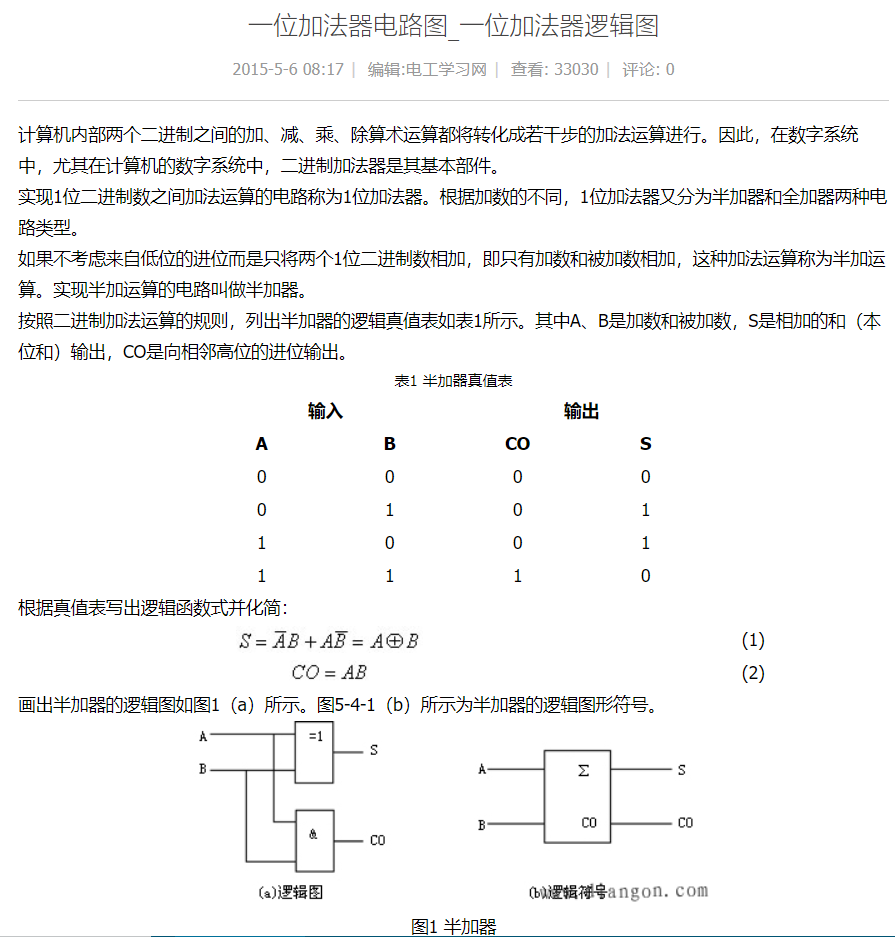 一位加法器电路图_一位加法器逻辑图
2015-5-6 08:17 | 编辑:电工学习网 | 查看: 33030 | 评论: 0
计算机内部两个二进制之间的加、减、乘、除算术运算都将转化成若干步的加法运算进行。因此，在数字系统
中，尤其在计算机的数字系统中，二进制加法器是其基本部件。
实现1位二进制数之间加法运算的电路称为1位加法器。根据加数的不同，1位加法器又分为半加器和全加器两种电
路类型。
如果不考虑来自低位的进位而是只将两个1位二进制数相加，即只有加数和被加数相加，这种加法运算称为半加运
算。实现半加运算的电路叫做半加器。
按照二进制加法运算的规则，列出半加器的逻辑真值表如表1所示。其中A、B是加数和被加数，S是相加的和（本
位和）输出，CO是向相邻高位的进位输出。
表1 半加器真值表
输入 输出
A B CO S
0 0 0 0
0 1 0 1
1 0 0 1
1 1 1 0
根据真值表写出逻辑函数式并化简：
S = A̅B + AB̅ = A⊕B (1)
CO = AB (2)
画出半加器的逻辑图如图1（a）所示。图5-4-1（b）所示为半加器的逻辑图形符号。
A =1 S
B
& CO
(a)逻辑图
A Σ S
B CO CO
(b)逻辑符号
angon.com
图1 半加器